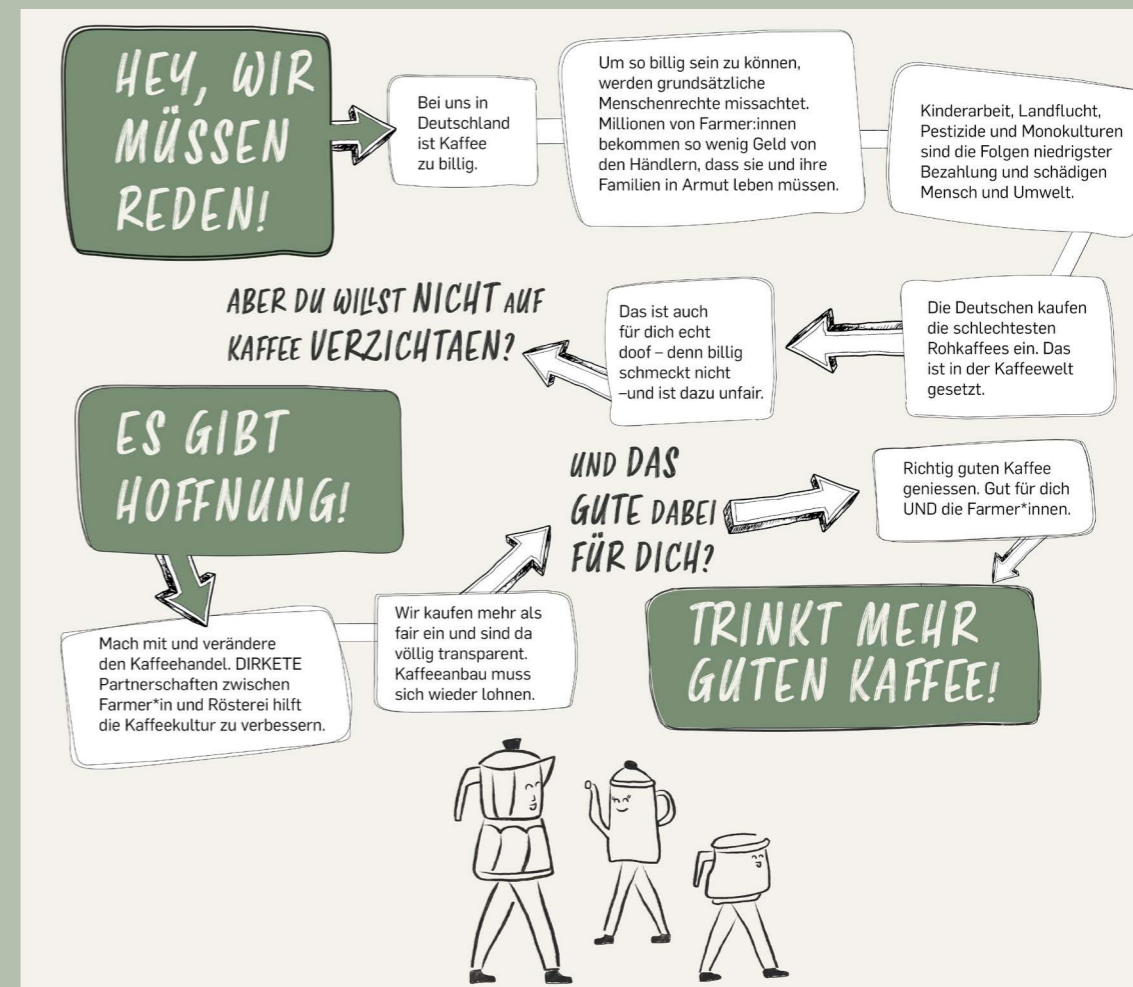 HEY, WIR
MÜSSEN
REDEN!
Bei uns in
Deutschland
ist Kaffee
zu billig.
Um so billig sein zu können,
werden grundsätzliche
Menschenrechte missachtet.
Millionen von Farmer:innen
bekommen so wenig Geld von
den Händlern, dass sie und ihre
Familien in Armut leben müssen.
Kinderarbeit, Landflucht,
Pestizide und Monokulturen
sind die Folgen niedrigster
Bezahlung und schädigen
Mensch und Umwelt.
Die Deutschen kaufen
die schlechtesten
Rohkaffees ein. Das
ist in der Kaffeewelt
gesetzt.
Das ist auch
für dich echt
doof – denn billig
schmeckt nicht
–und ist dazu unfair.
ABER DU WILLST NICHT AUF
KAFFEE VERZICHTAEN?
ES GIBT
HOFFNUNG!
Mach mit und verändere
den Kaffeehandel. DIRKETE
Partnerschaften zwischen
Farmer*in und Rösterei hilft
die Kaffeekultur zu verbessern.
Wir kaufen mehr als
fair ein und sind da
völlig transparent.
Kaffeeanbau muss
sich wieder lohnen.
UND DAS
GUTE DABEI
FÜR DICH?
Richtig guten Kaffee
geniessen. Gut für dich
UND die Farmer*innen.
TRINKT MEHR
GUTEN KAFFEE!